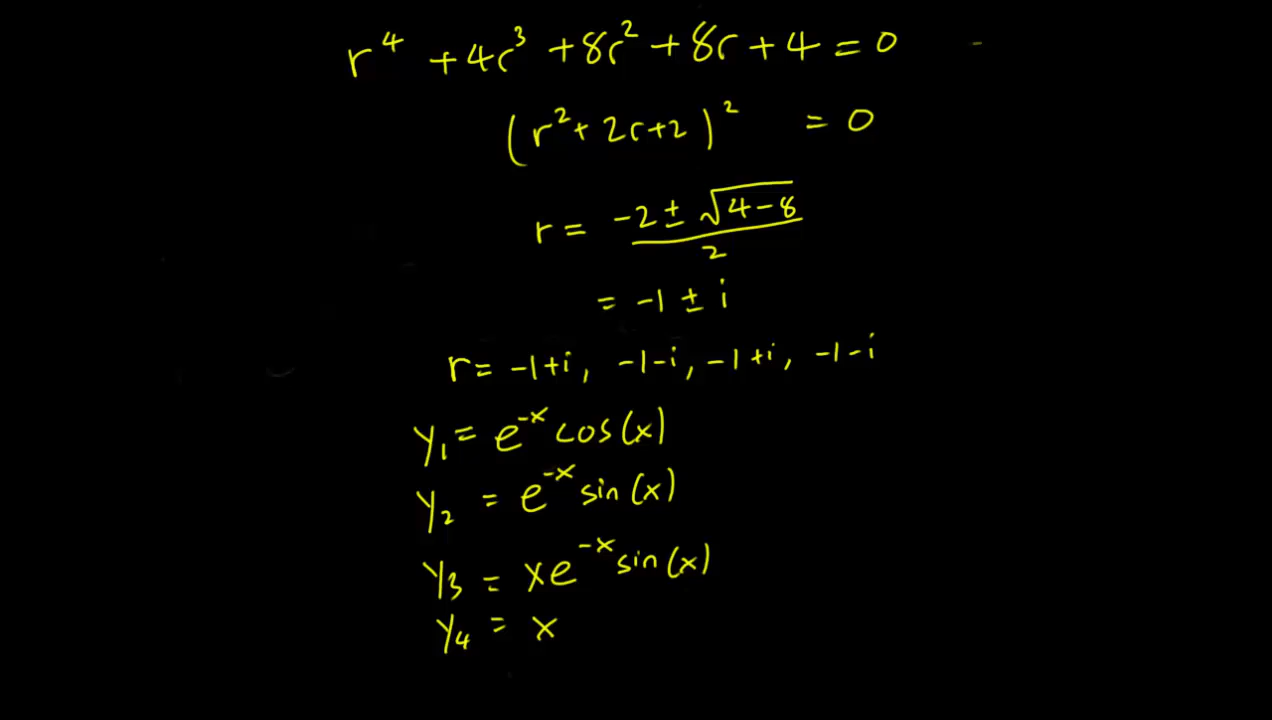 r⁴ + 4r³ + 8r² + 8r + 4 = 0
(r² + 2r + 2)² = 0
r = (-2 ± √(4-8))/2
= -1 ± i
r = -1+i, -1-i, -1+i, -1-i
y₁ = e⁻ˣ cos(x)
y₂ = e⁻ˣ sin(x)
y₃ = xe⁻ˣ sin(x)
y₄ = x